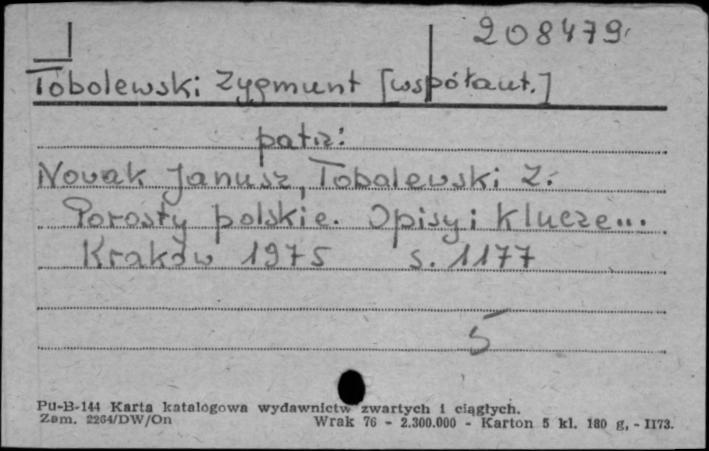 208479
Tobolewski Zygmunt [współaut.]
patrz:
Nowak Janusz, Tobolewski Z.:
Porosty polskie. Opisy i klucze...
Kraków 1975 s. 1177
5
Pu-B-144 Karta katalogowa wydawnictw zwartych i ciągłych.
Zam. 2264/DW/On Wrak 76 - 2.300.000 - Karton 5 kl. 180 g. - II73.